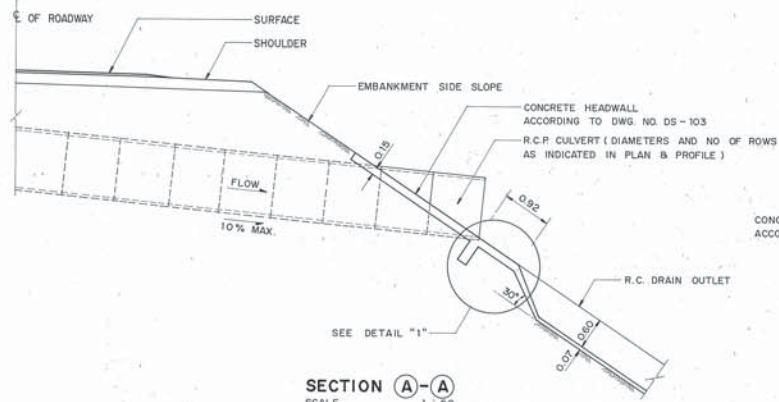 ℄ OF ROADWAY
SURFACE
SHOULDER
EMBANKMENT SIDE SLOPE
CONCRETE HEADWALL
ACCORDING TO DWG. NO. DS-103
R.C.P. CULVERT (DIAMETERS AND NO OF ROWS
AS INDICATED IN PLAN & PROFILE)
0.15
FLOW
10% MAX.
0.92
CONC
ACCO
R.C. DRAIN OUTLET
30°
SEE DETAIL "1"
0.60
0.07
SECTION A-A
SCALE 1:50